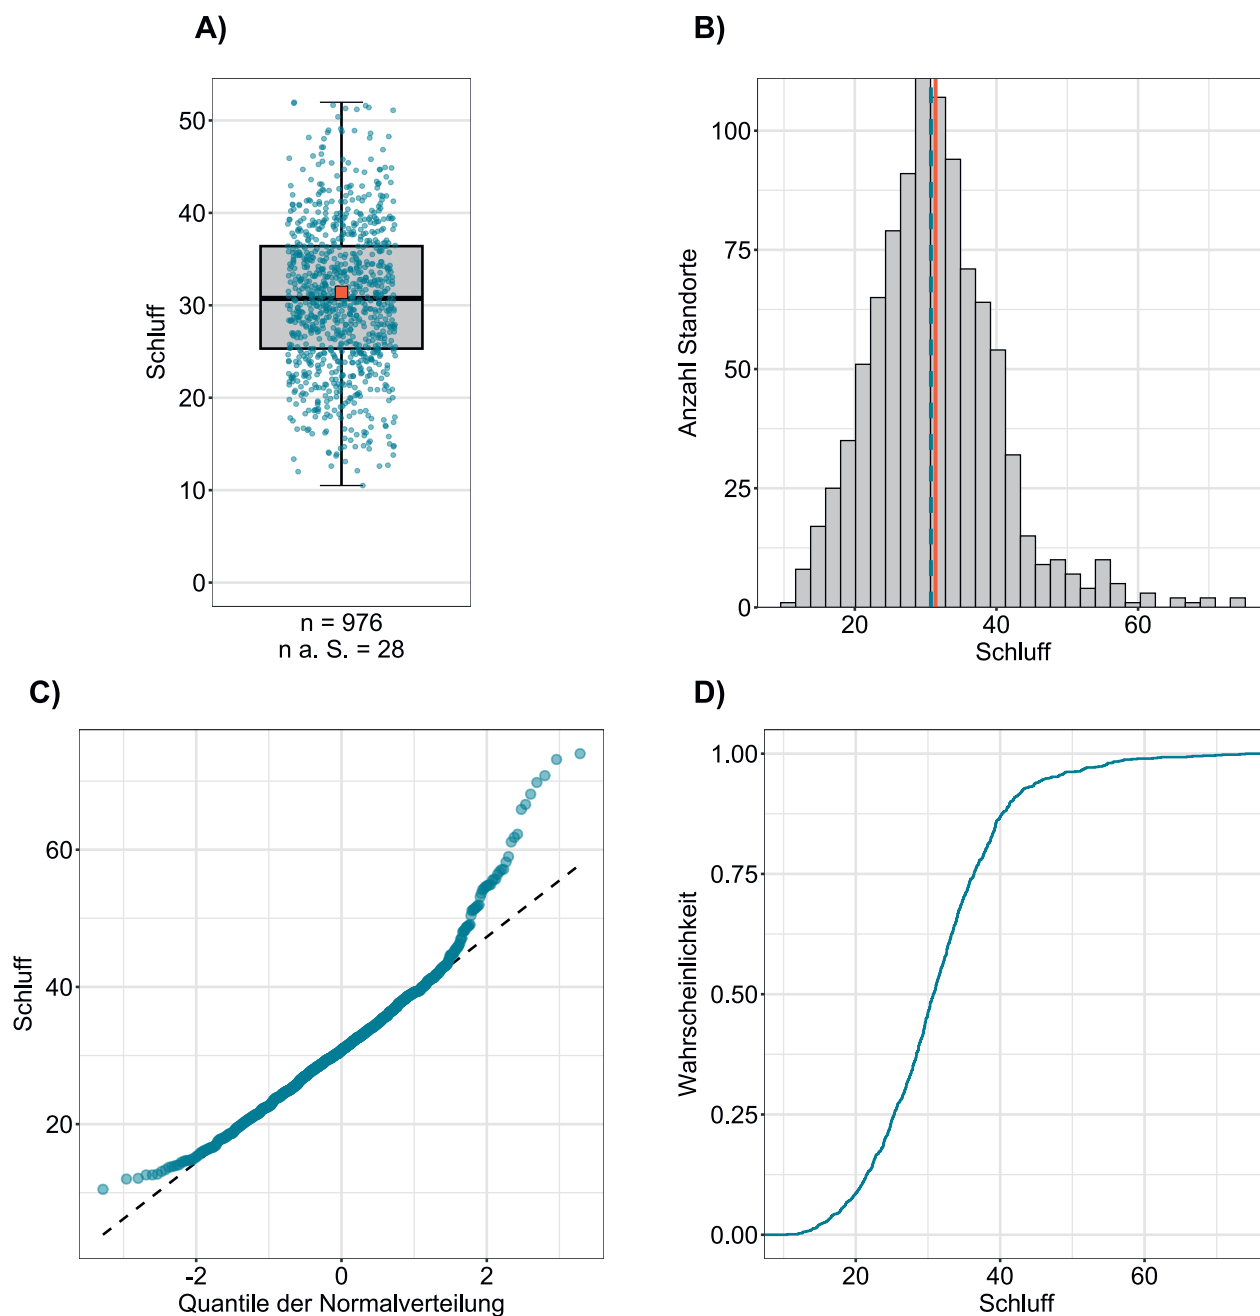 A)
Schluff
50
40
30
20
10
0
n = 976
n a. S. = 28
B)
Anzahl Standorte
100
75
50
25
0
20 40 60
Schluff
C)
Schluff
60
40
20
-2 0 2
Quantile der Normalverteilung
D)
Wahrscheinlichkeit
1.00
0.75
0.50
0.25
0.00
20 40 60
Schluff